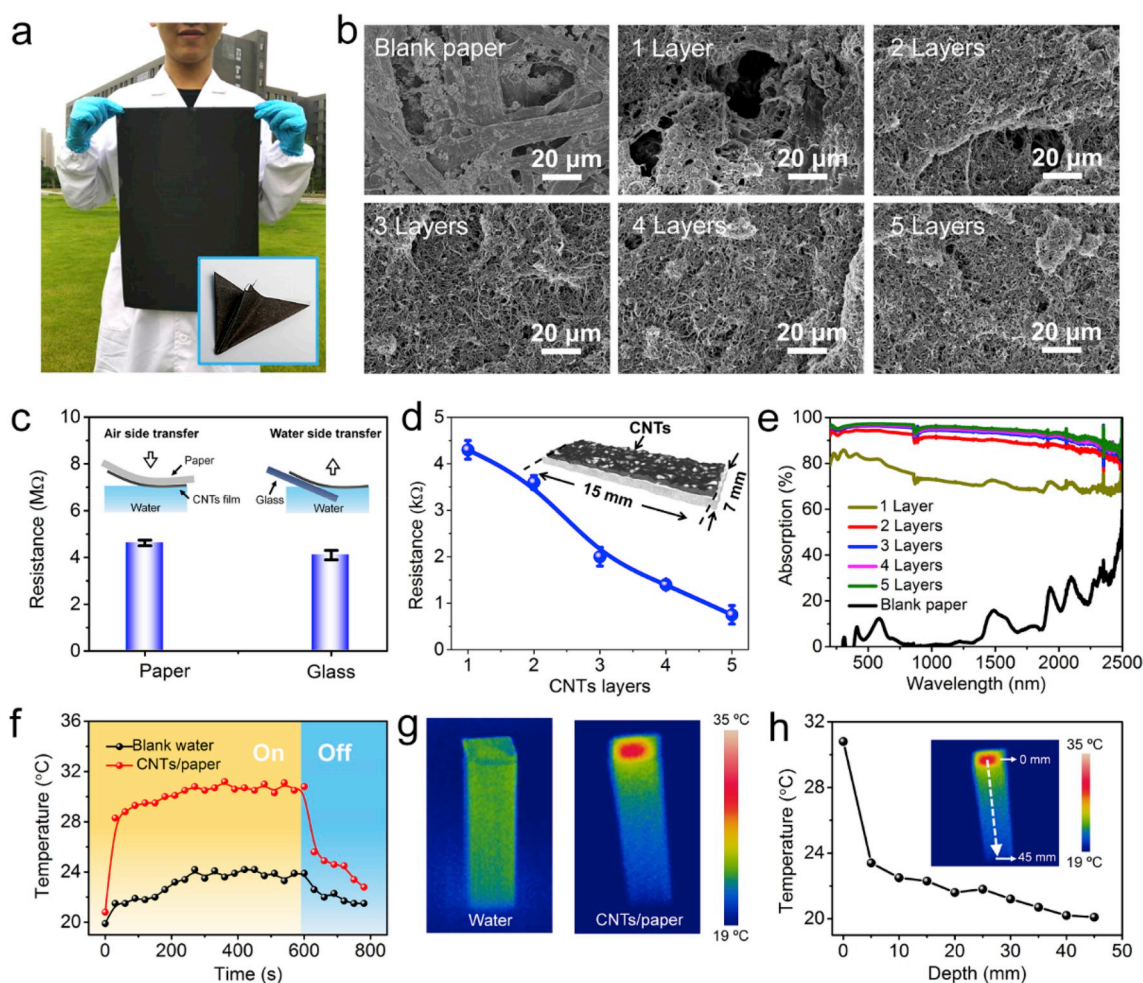 a
b
Blank paper
20 μm
1 Layer
20 μm
2 Layers
20 μm
3 Layers
20 μm
4 Layers
20 μm
5 Layers
20 μm
c
Resistance (MΩ)
10
8
6
4
2
0
Air side transfer
Water side transfer
Paper
CNTs film
Water
Glass
Water
Paper
Glass
d
Resistance (kΩ)
5
4
3
2
1
0
CNTs
15 mm
7 mm
1
2
3
4
5
CNTs layers
e
Absorption (%)
100
80
60
40
20
0
1 Layer
2 Layers
3 Layers
4 Layers
5 Layers
Blank paper
500
1000
1500
2000
2500
Wavelength (nm)
f
Temperature (°C)
36
32
28
24
20
On
Off
Blank water
CNTs/paper
0
200
400
600
800
Time (s)
g
Water
CNTs/paper
35 ºC
19 ºC
h
Temperature (°C)
32
28
24
20
0 mm
45 mm
35 ºC
19 ºC
0
10
20
30
40
50
Depth (mm)